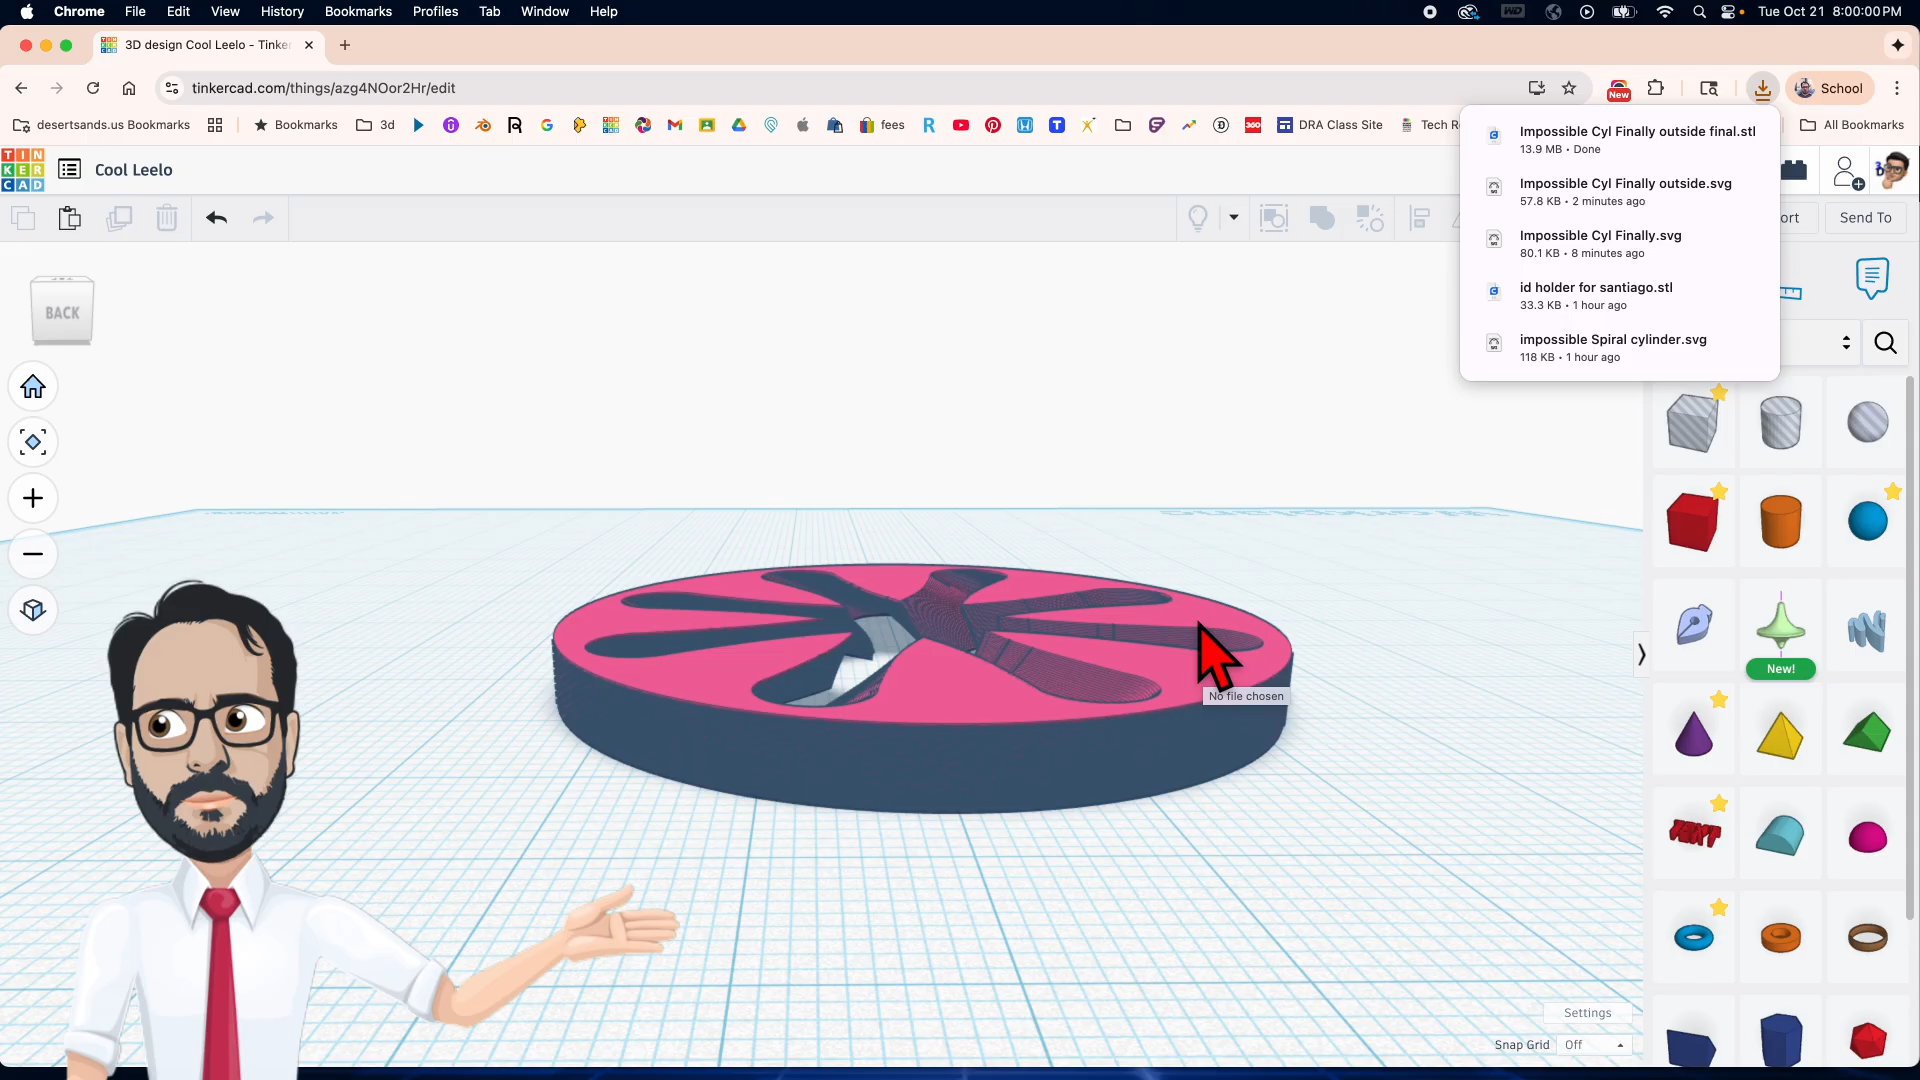 Chrome File Edit View History Bookmarks Profiles Tab Window Help
WD
Tue Oct 21 8:00:00 PM
3D design Cool Leelo - Tinker
tinkercad.com/things/azg4NOor2Hr/edit
New
School
desertsands.us Bookmarks
Bookmarks
3d
fees
360
DRA Class Site
Tech R
All Bookmarks
Impossible Cyl Finally outside final.stl
13.9 MB • Done
Impossible Cyl Finally outside.svg
57.8 KB • 2 minutes ago
Impossible Cyl Finally.svg
80.1 KB • 8 minutes ago
id holder for santiago.stl
33.3 KB • 1 hour ago
impossible Spiral cylinder.svg
118 KB • 1 hour ago
TIN
KER
CAD
Cool Leelo
ort
Send To
BACK
No file chosen
New!
TEXT
Settings
Snap Grid Off